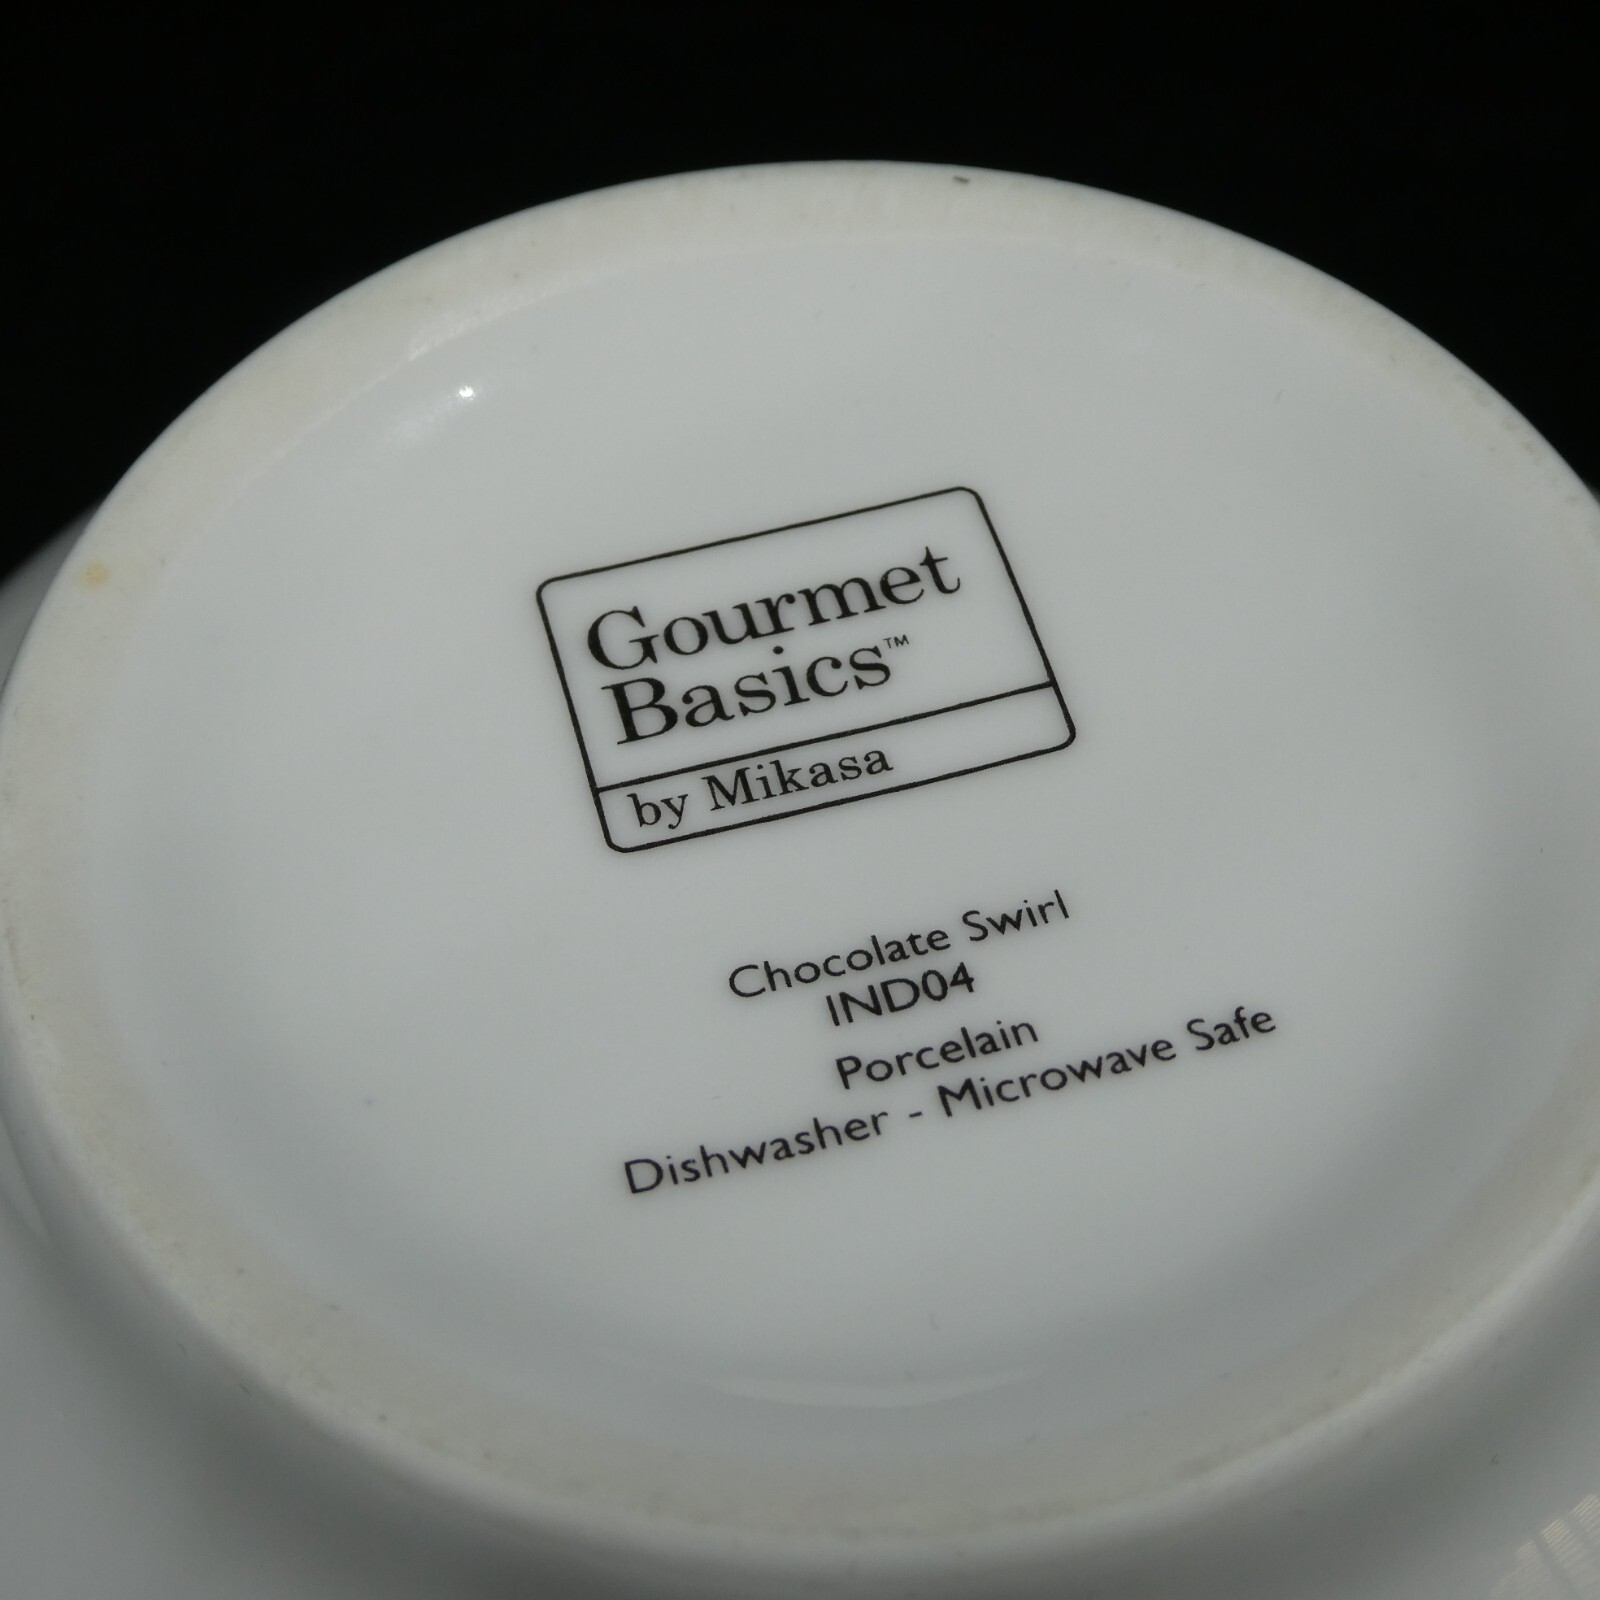 Gourmet
Basics™
by Mikasa
Chocolate Swirl
IND04
Porcelain
Dishwasher - Microwave Safe